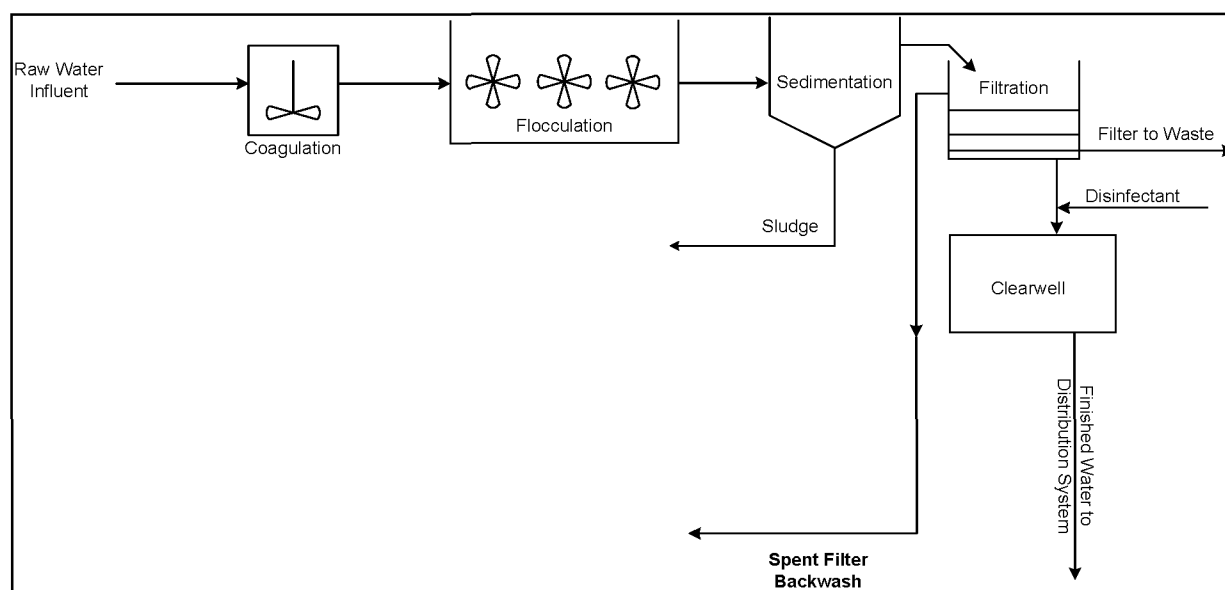 Raw Water
Influent
Coagulation
Flocculation
Sedimentation
Filtration
Filter to Waste
Disinfectant
Sludge
Clearwell
Finished Water to
Distribution System
Spent Filter
Backwash